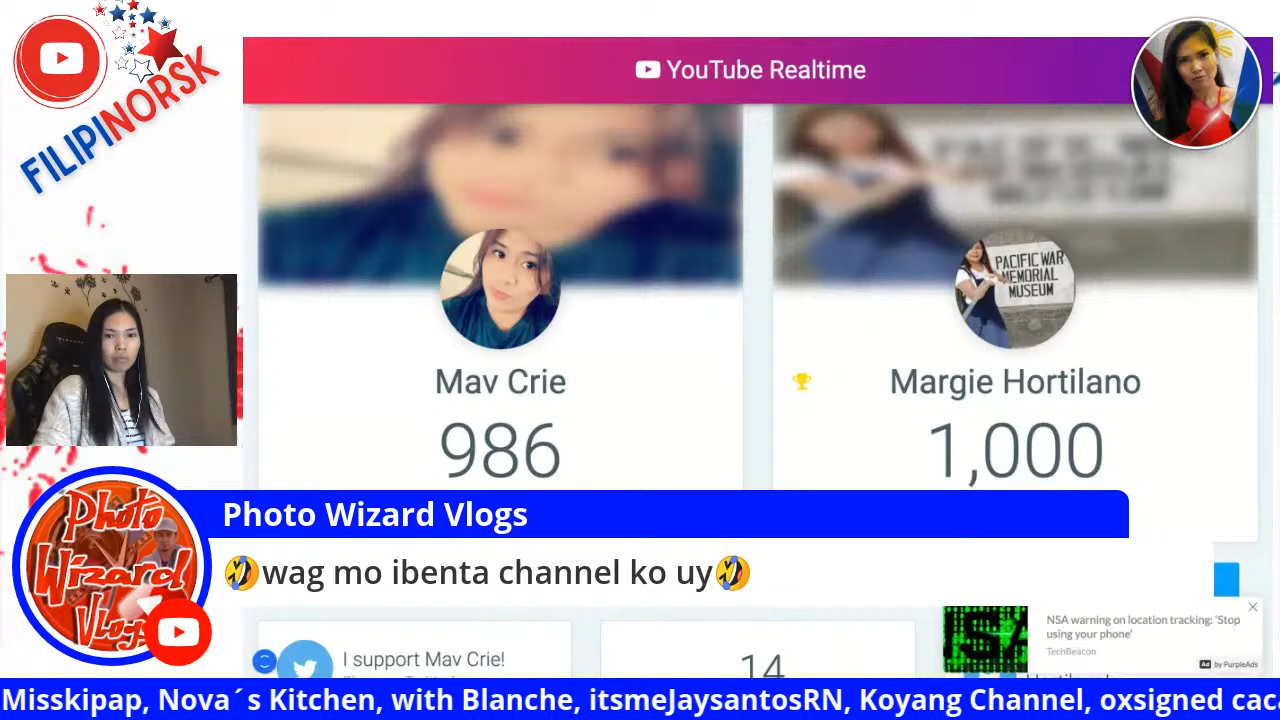 FILIPINORSK
YouTube Realtime
PACIFIC WAR
MEMORIAL
MUSEUM
Mav Crie
Margie Hortilano
986
1,000
Photo
Wizard
Vlogs
Photo Wizard Vlogs
🤣wag mo ibenta channel ko uy🤣
I support Mav Crie!
14
NSA warning on location tracking: 'Stop
using your phone'
TechBeacon
Ad by PurpleAds
Misskipap, Nova´s Kitchen, with Blanche, itsmeJaysantosRN, Koyang Channel, oxsigned caca